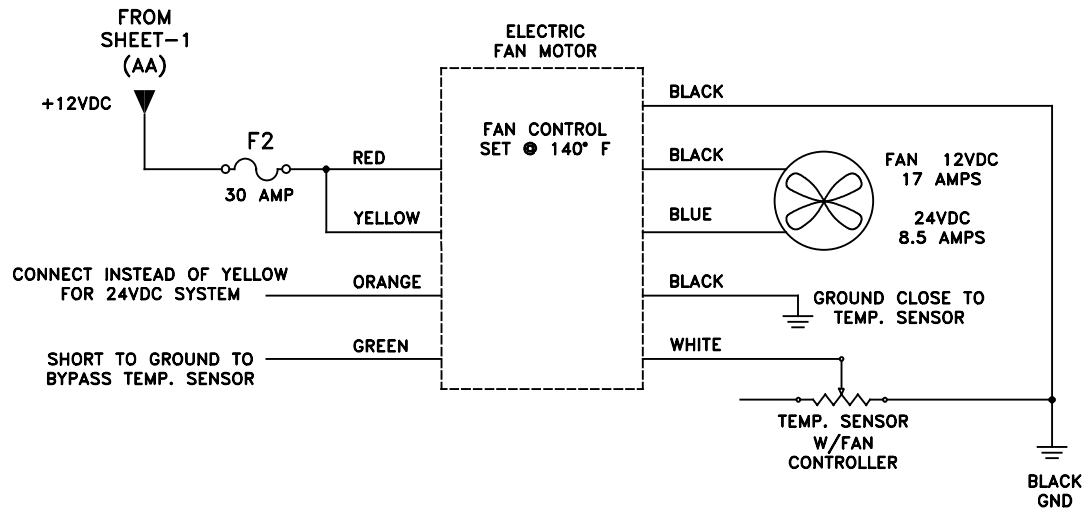 FROM
SHEET-1
(AA)
+12VDC
F2
30 AMP
RED
YELLOW
CONNECT INSTEAD OF YELLOW
FOR 24VDC SYSTEM
ORANGE
SHORT TO GROUND TO
BYPASS TEMP. SENSOR
GREEN
ELECTRIC
FAN MOTOR
FAN CONTROL
SET @ 140° F
BLACK
BLACK
BLUE
FAN 12VDC
17 AMPS
24VDC
8.5 AMPS
BLACK
GROUND CLOSE TO
TEMP. SENSOR
WHITE
TEMP. SENSOR
W/FAN
CONTROLLER
BLACK
GND